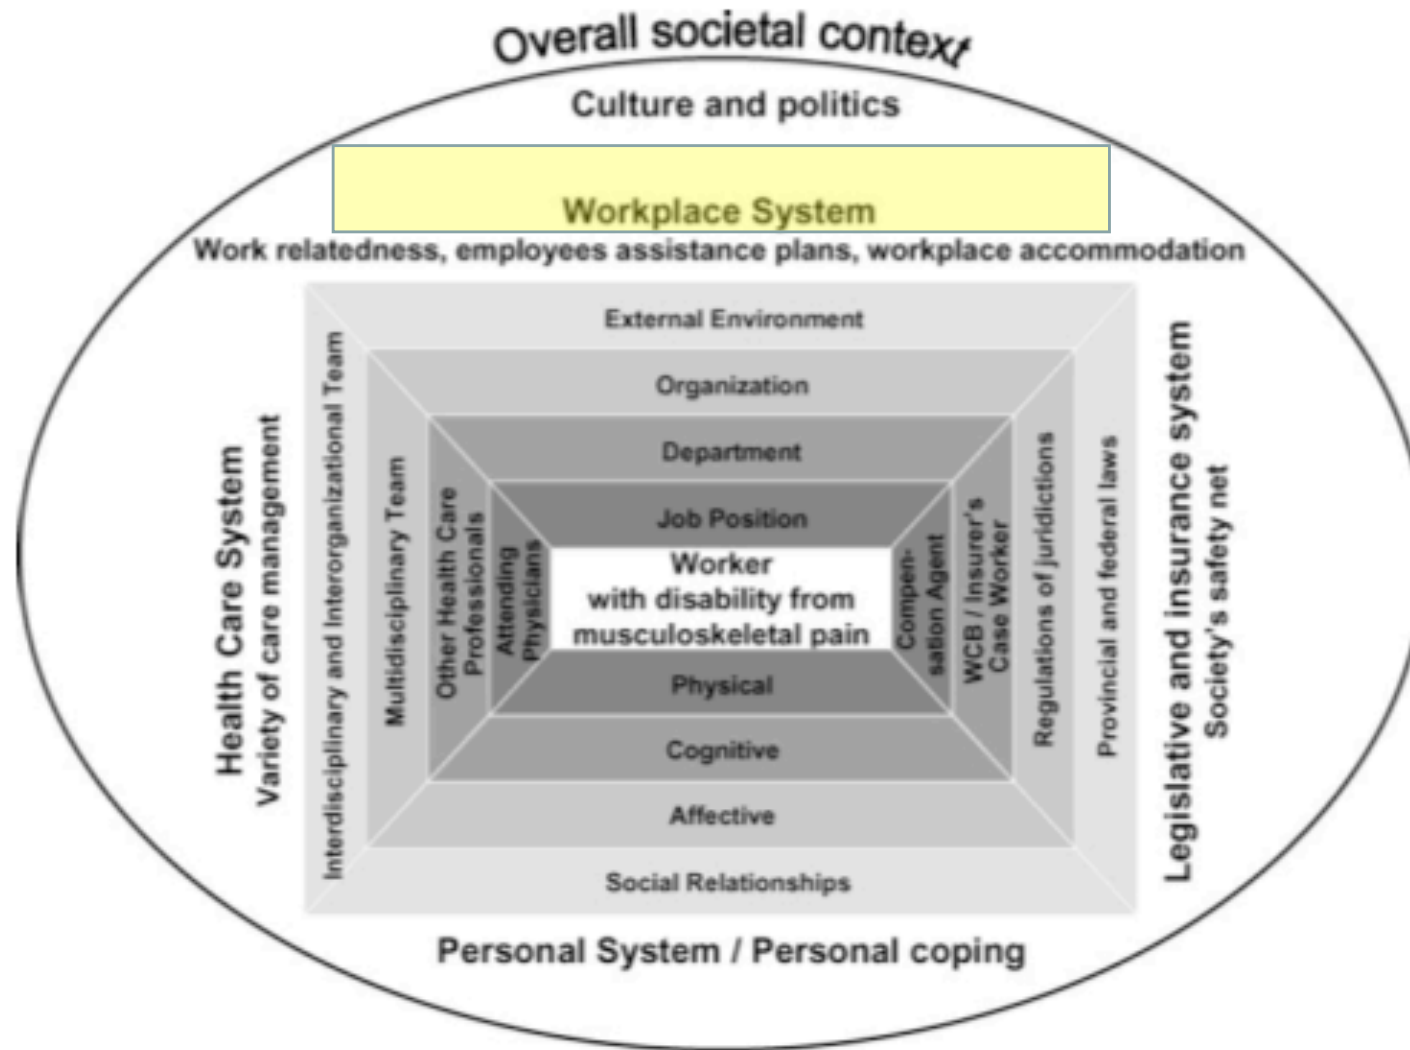 Overall societal context
Culture and politics
Workplace System
Work relatedness, employees assistance plans, workplace accommodation
External Environment
Organization
Department
Job Position
Worker
with disability from
musculoskeletal pain
Physical
Cognitive
Affective
Social Relationships
Personal System / Personal coping
Health Care System
Variety of care management
Interdisciplinary and Interorganizational Team
Multidisciplinary Team
Other Health Care
Professionals
Attending
Physicians
Compen-
sation Agent
WCB / Insurer's
Case Worker
Regulations of juridictions
Provincial and federal laws
Legislative and insurance system
Society's safety net